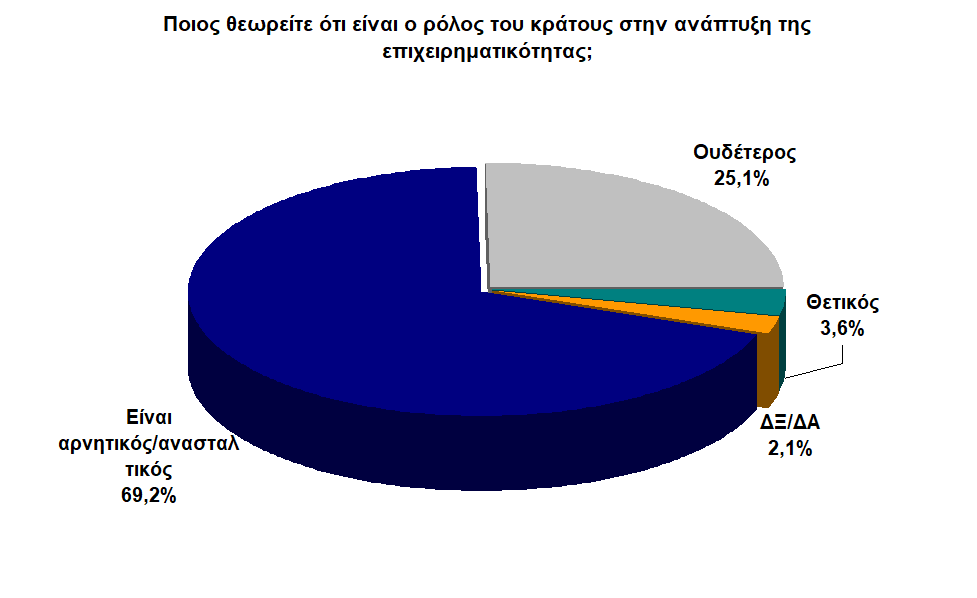 Ποιος θεωρείτε ότι είναι ο ρόλος του κράτους στην ανάπτυξη της
επιχειρηματικότητας;
Ουδέτερος
25,1%
Θετικός
3,6%
ΔΞ/ΔΑ
2,1%
Είναι
αρνητικός/ανασταλ
τικός
69,2%